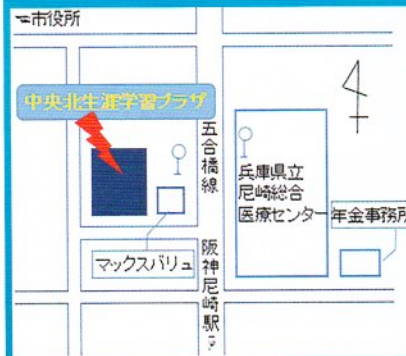 市役所
中央北生涯学習プラザ
五合橋線
兵庫県立
尼崎総合
医療センター
年金事務所
マックスバリュ
阪神尼崎駅